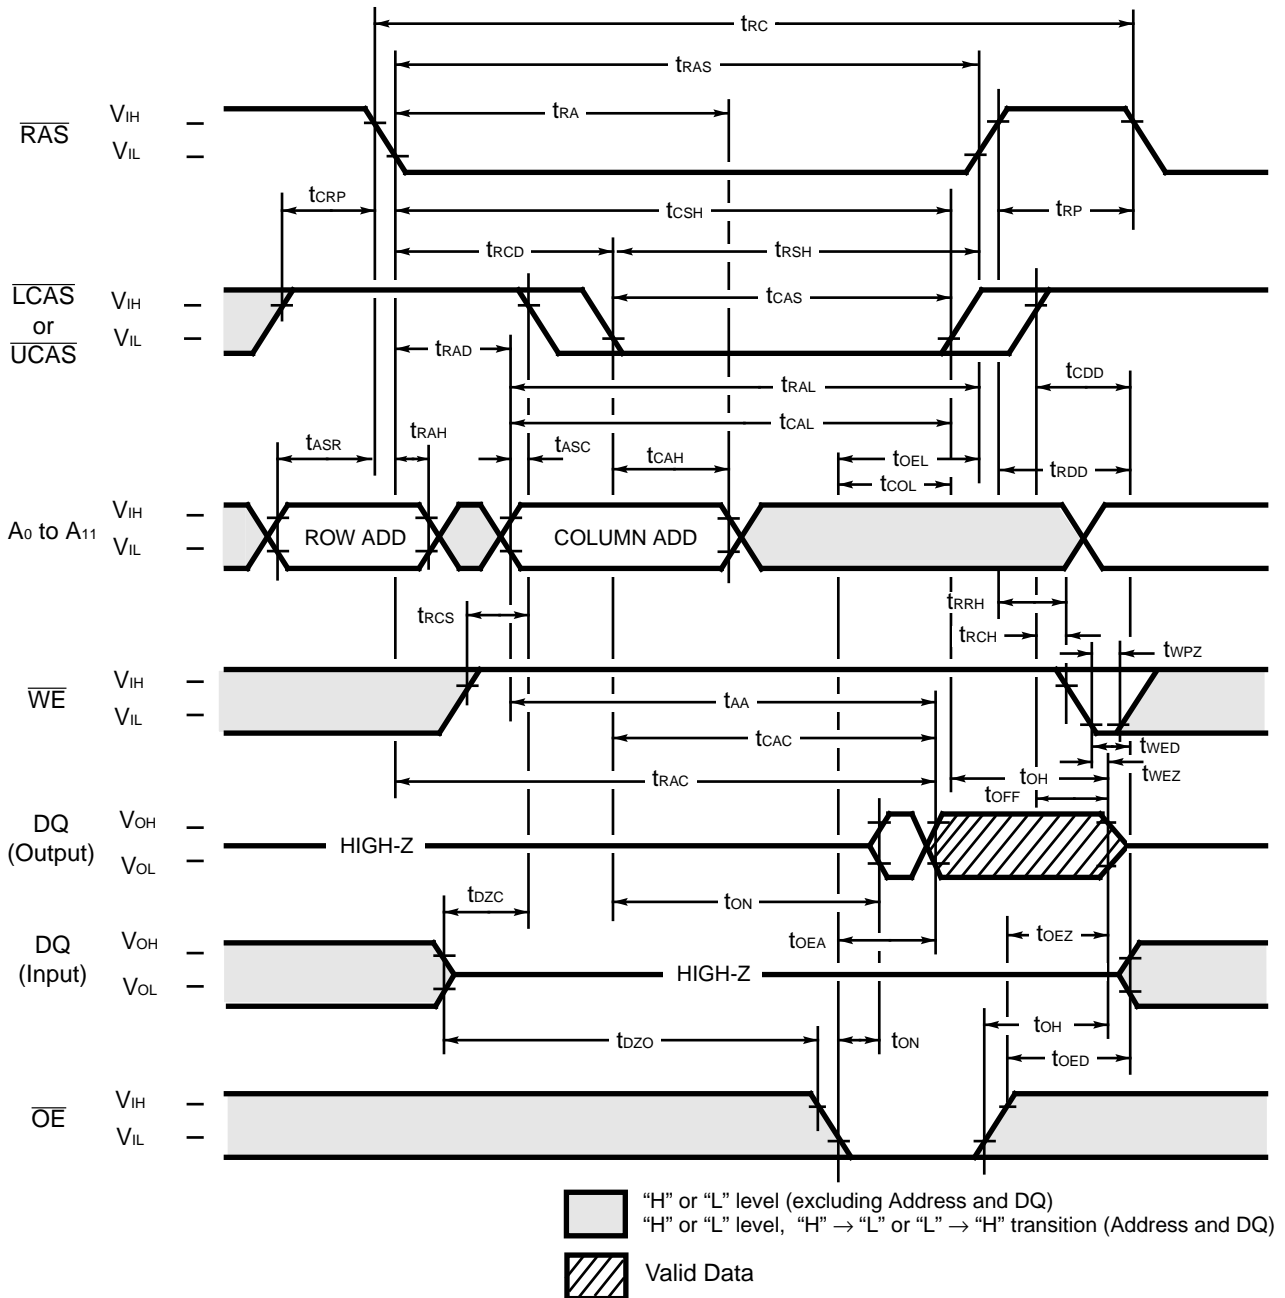 tRC
tRAS
tRA
RAS
VIH
VIL
tCRP
tCSH
tRP
tRCD
tRSH
LCAS
or
UCAS
VIH
VIL
tCAS
tRAD
tCDD
tRAL
tCAL
tASR
tRAH
tASC
tCAH
tOEL
tRDD
tCOL
A0 to A11
VIH
VIL
ROW ADD
COLUMN ADD
tRCS
tRRH
tRCH
tWPZ
WE
VIH
VIL
tAA
tCAC
tWED
tRAC
tOH
tWEZ
tOFF
DQ
(Output)
VOH
VOL
HIGH-Z
tDZC
tON
tOEA
tOEZ
DQ
(Input)
VOH
VOL
HIGH-Z
tDZO
tON
tOH
tOED
OE
VIH
VIL
“H” or “L” level (excluding Address and DQ)
“H” or “L” level, “H” → “L” or “L” → “H” transition (Address and DQ)
Valid Data